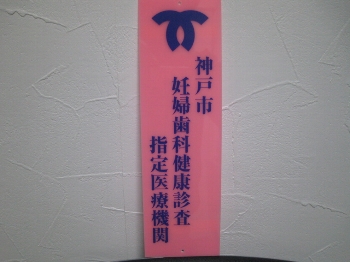 神戸市
妊婦歯科健康診査
指定医療機関